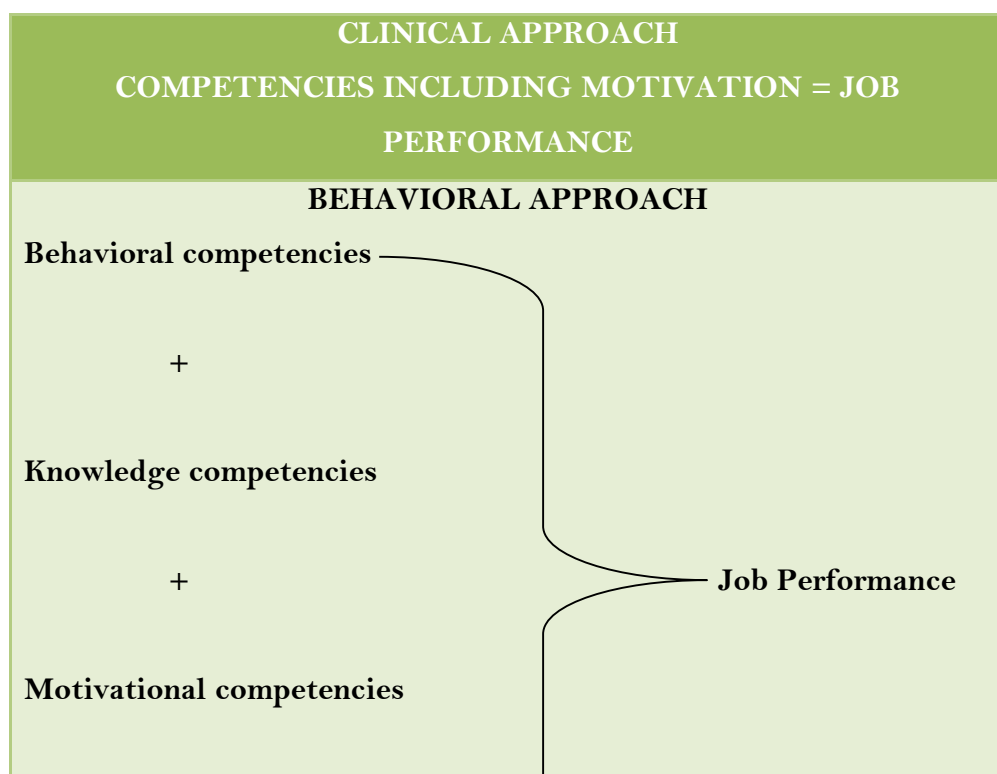 CLINICAL APPROACH
COMPETENCIES INCLUDING MOTIVATION = JOB
PERFORMANCE
BEHAVIORAL APPROACH
Behavioral competencies
+
Knowledge competencies
+
Job Performance
Motivational competencies